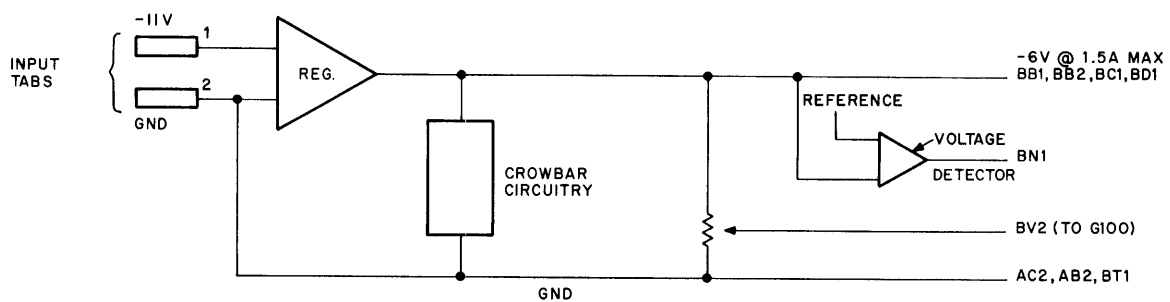 -11V
1
INPUT
TABS
REG.
2
GND
-6V @ 1.5A MAX
BB1, BB2, BC1, BD1
REFERENCE
VOLTAGE
DETECTOR
BN1
CROWBAR
CIRCUITRY
BV2 (TO G100)
AC2, AB2, BT1
GND